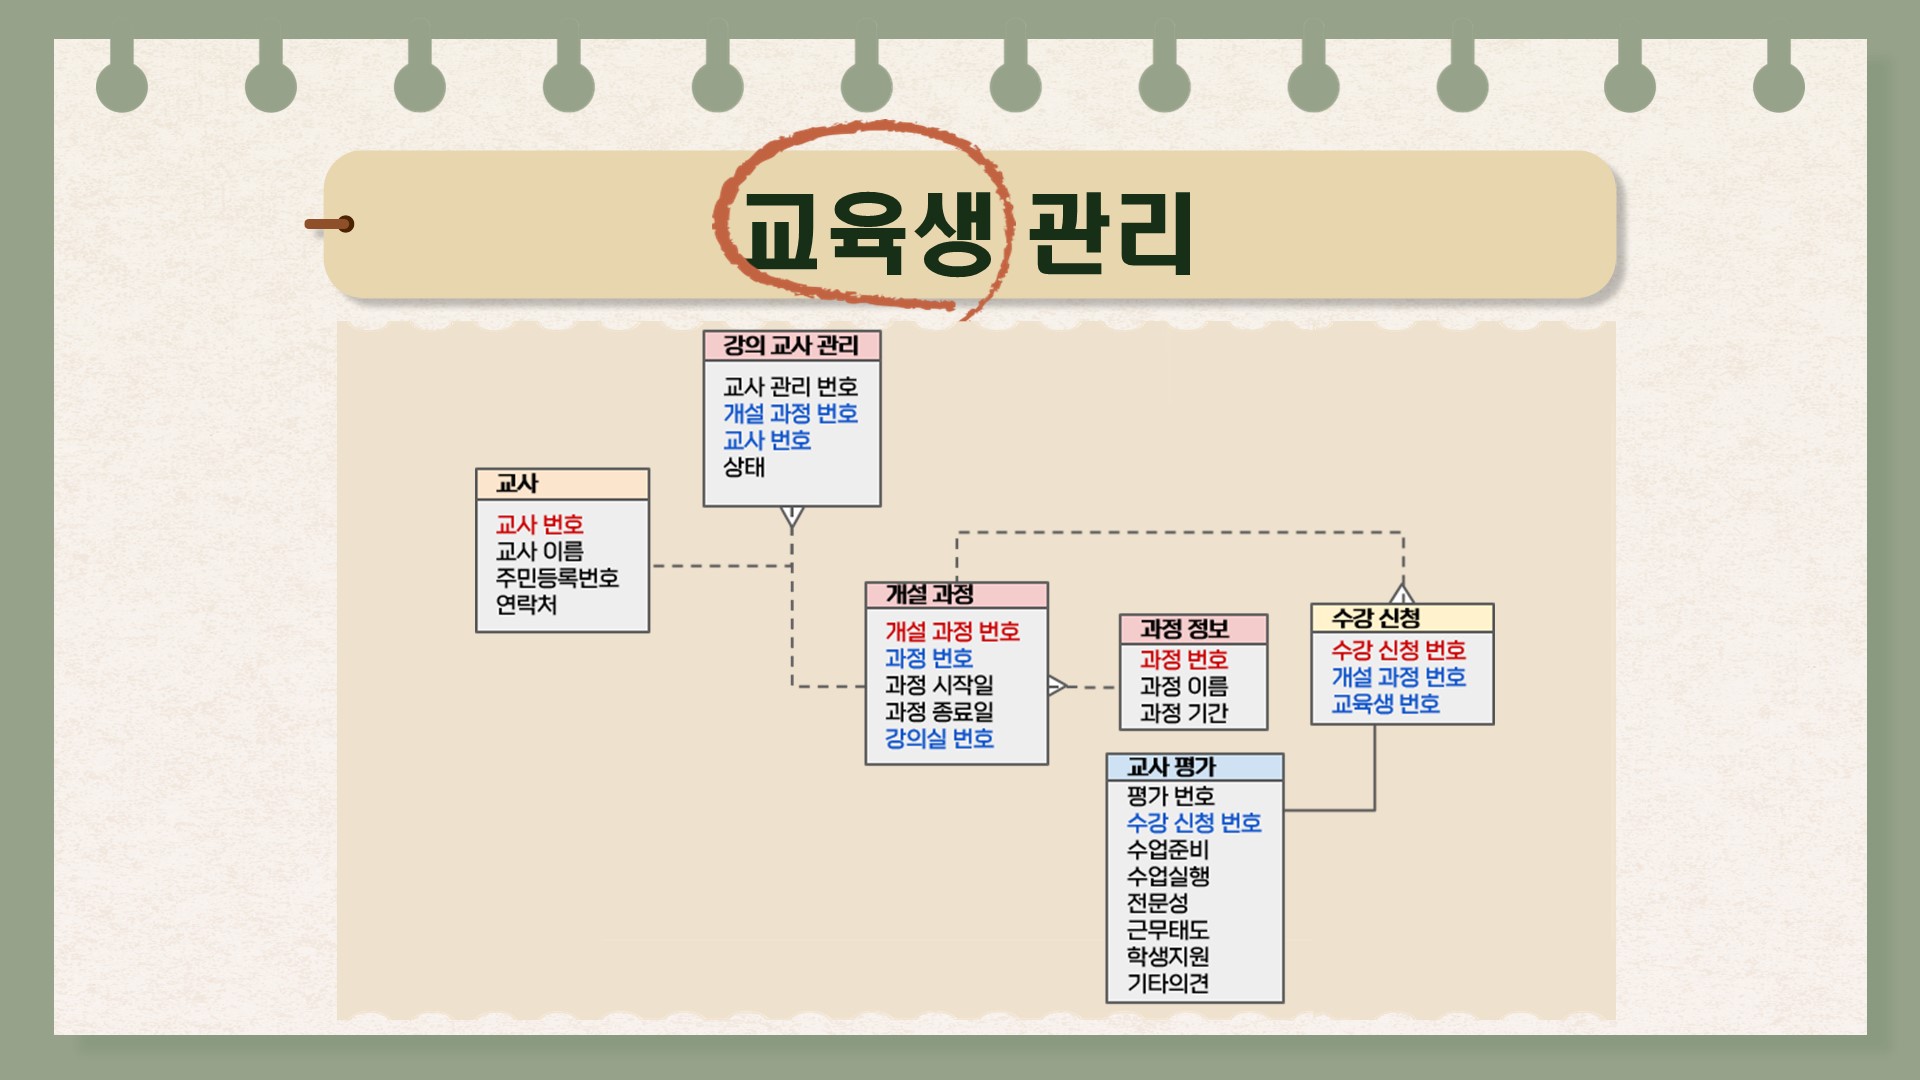 교육생 관리
강의 교사 관리
교사 관리 번호
개설 과정 번호
교사 번호
상태
교사
교사 번호
교사 이름
주민등록번호
연락처
개설 과정
개설 과정 번호
과정 번호
과정 시작일
과정 종료일
강의실 번호
과정 정보
과정 번호
과정 이름
과정 기간
수강 신청
수강 신청 번호
개설 과정 번호
교육생 번호
교사 평가
평가 번호
수강 신청 번호
수업준비
수업실행
전문성
근무태도
학생지원
기타의견